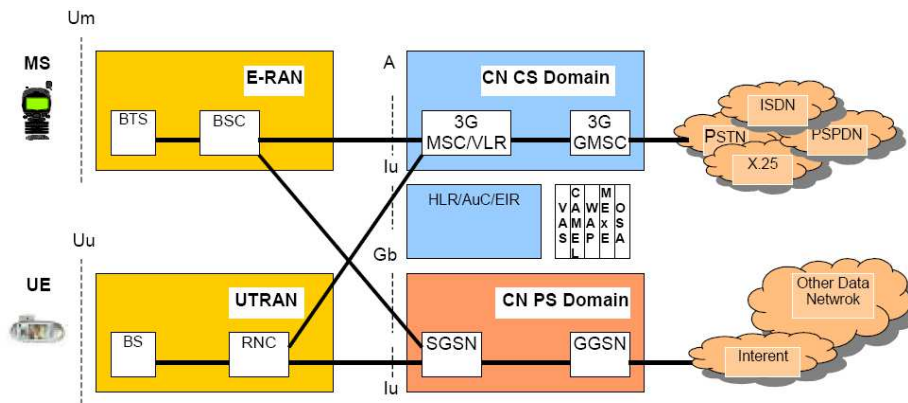 Um
MS
E-RAN
BTS
BSC
A
CN CS Domain
3G
MSC/VLR
3G
GMSC
Iu
ISDN
PSTN
PSPDN
X.25
HLR/AuC/EIR
VAS
CAMEL
WAP
MExE
OSA
Gb
Uu
UE
UTRAN
BS
RNC
CN PS Domain
SGSN
GGSN
Iu
Other Data
Netwrok
Interent